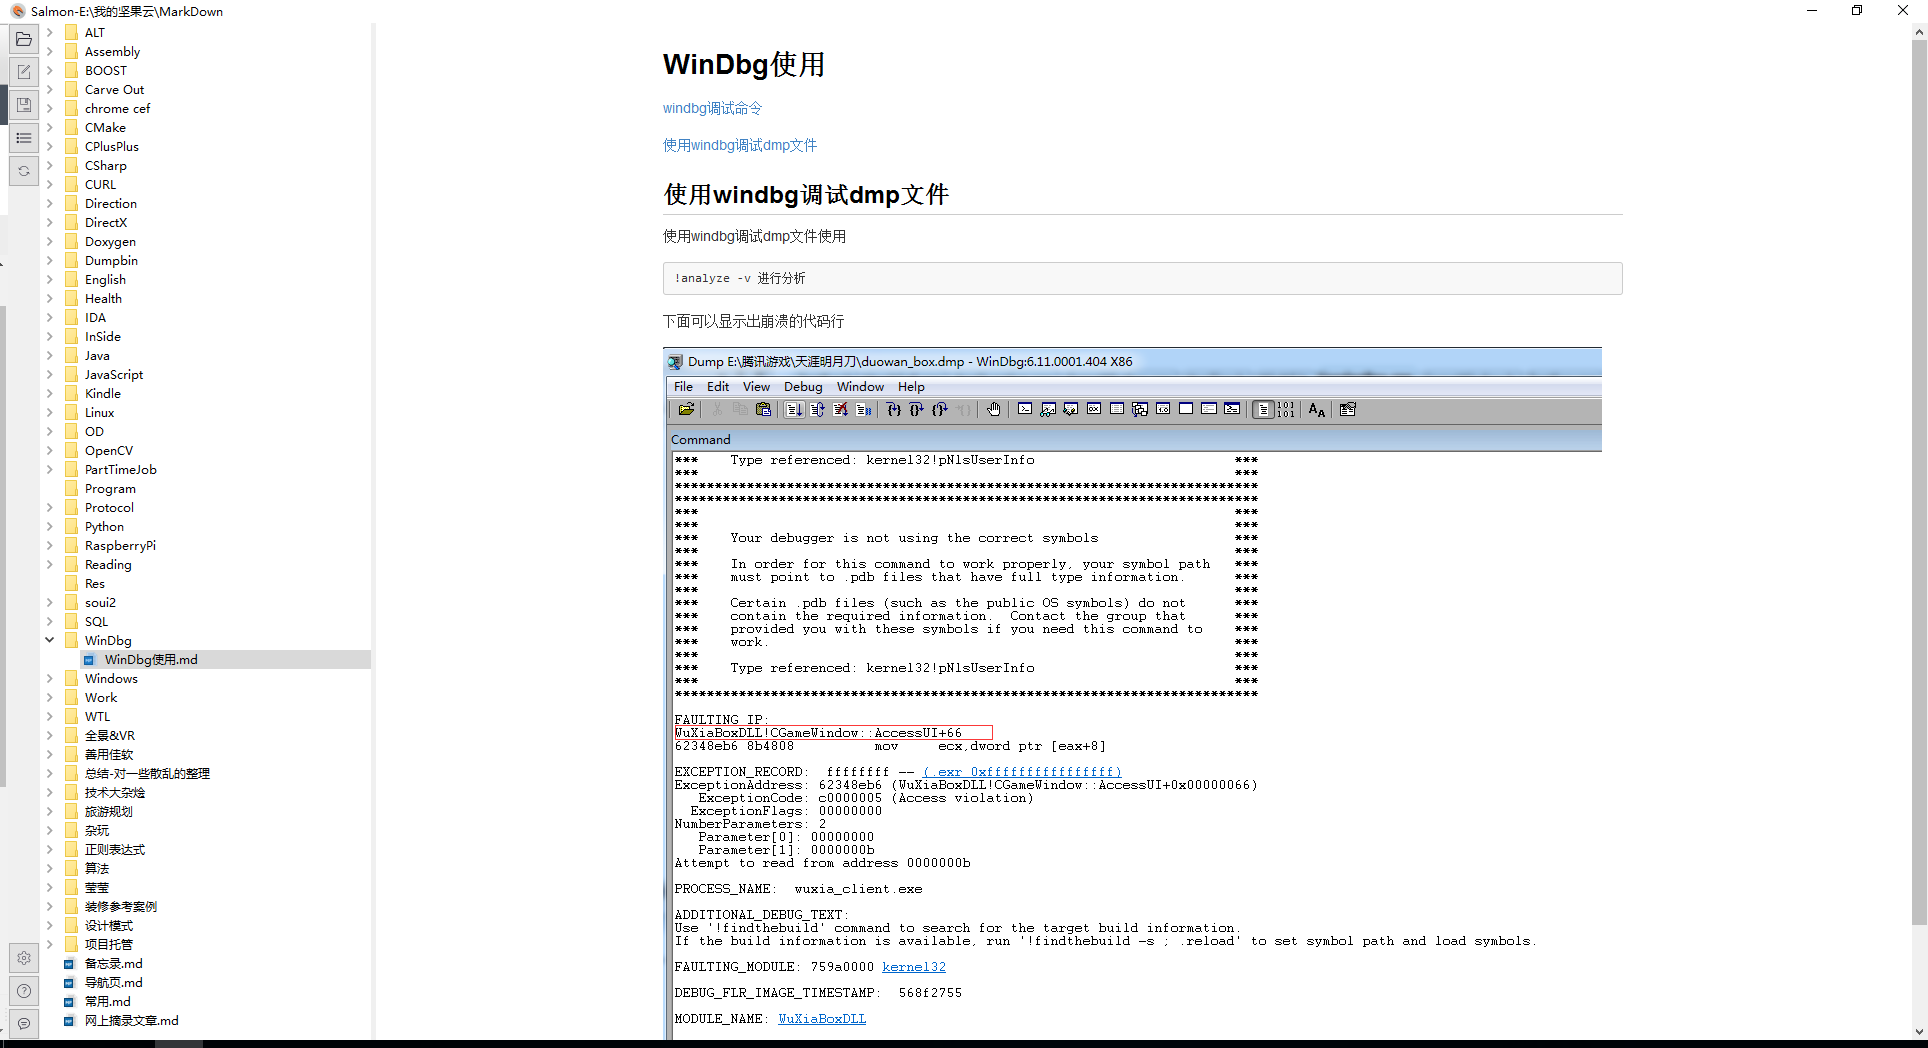 Salmon-E:\我的坚果云\MarkDown
ALT
Assembly
BOOST
Carve Out
chrome cef
CMake
CPlusPlus
CSharp
CURL
Direction
DirectX
Doxygen
Dumpbin
English
Health
IDA
InSide
Java
JavaScript
Kindle
Linux
OD
OpenCV
PartTimeJob
Program
Protocol
Python
RaspberryPi
Reading
Res
soui2
SQL
WinDbg
WinDbg使用.md
Windows
Work
WTL
全景&VR
善用佳软
总结-对一些散乱的整理
技术大杂烩
旅游规划
杂玩
正则表达式
算法
莹莹
装修参考案例
设计模式
项目托管
备忘录.md
导航页.md
常用.md
网上摘录文章.md
WinDbg使用
windbg调试命令
使用windbg调试dmp文件
使用windbg调试dmp文件
使用windbg调试dmp文件使用
!analyze -v 进行分析
下面可以显示出崩溃的代码行
Dump E:\腾讯游戏\天涯明月刀\duowan_box.dmp - WinDbg:6.11.0001.404 X86
File Edit View Debug Window Help
Command
*** Type referenced: kernel32!pNlsUserInfo ***
*** ***
*************************************************************************
*************************************************************************
*** ***
*** ***
*** Your debugger is not using the correct symbols ***
*** ***
*** In order for this command to work properly, your symbol path ***
*** must point to .pdb files that have full type information. ***
*** ***
*** Certain .pdb files (such as the public OS symbols) do not ***
*** contain the required information. Contact the group that ***
*** provided you with these symbols if you need this command to ***
*** work. ***
*** ***
*** Type referenced: kernel32!pNlsUserInfo ***
*** ***
*************************************************************************
FAULTING_IP:
WuXiaBoxDLL!CGameWindow::AccessUI+66
62348eb6 8b4808 mov ecx,dword ptr [eax+8]
EXCEPTION_RECORD: ffffffff -- (.exr 0xffffffffffffffff)
ExceptionAddress: 62348eb6 (WuXiaBoxDLL!CGameWindow::AccessUI+0x00000066)
ExceptionCode: c0000005 (Access violation)
ExceptionFlags: 00000000
NumberParameters: 2
Parameter[0]: 00000000
Parameter[1]: 0000000b
Attempt to read from address 0000000b
PROCESS_NAME: wuxia_client.exe
ADDITIONAL_DEBUG_TEXT:
Use '!findthebuild' command to search for the target build information.
If the build information is available, run '!findthebuild -s ; .reload' to set symbol path and load symbols.
FAULTING_MODULE: 759a0000 kernel32
DEBUG_FLR_IMAGE_TIMESTAMP: 568f2755
MODULE_NAME: WuXiaBoxDLL